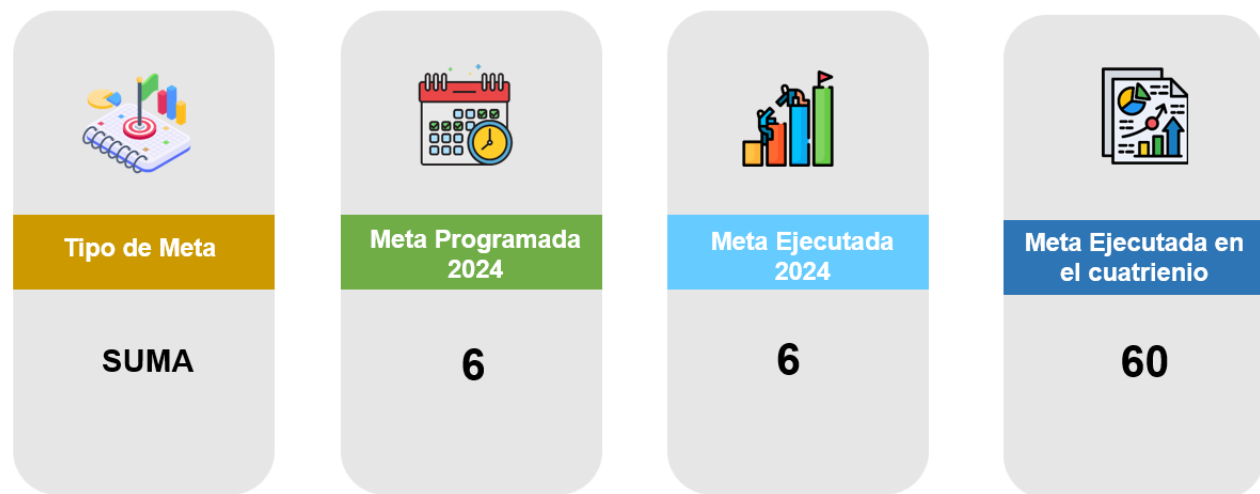 Tipo de Meta
SUMA
Meta Programada
2024
6
Meta Ejecutada
2024
6
Meta Ejecutada en
el cuatrienio
60